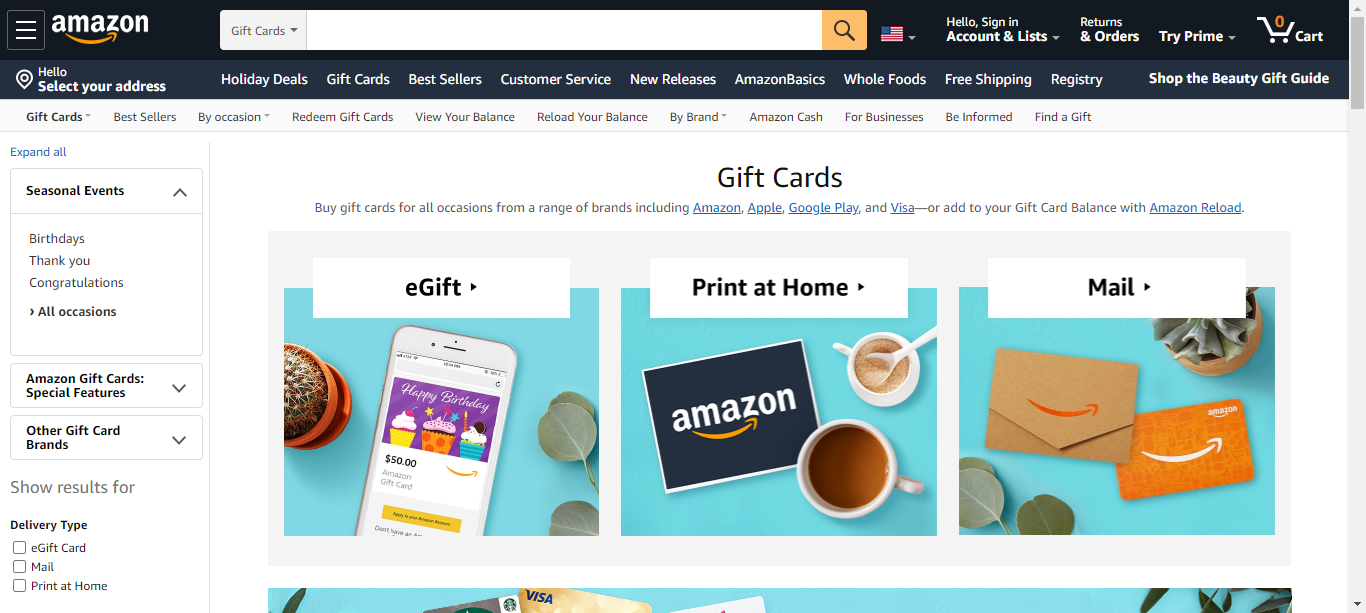 amazon
Gift Cards
Hello, Sign in
Account & Lists
Returns
& Orders
Try Prime
0
Cart
Hello
Select your address
Holiday Deals
Gift Cards
Best Sellers
Customer Service
New Releases
AmazonBasics
Whole Foods
Free Shipping
Registry
Shop the Beauty Gift Guide
Gift Cards
Best Sellers
By occasion
Redeem Gift Cards
View Your Balance
Reload Your Balance
By Brand
Amazon Cash
For Businesses
Be Informed
Find a Gift
Expand all
Seasonal Events
Birthdays
Thank you
Congratulations
› All occasions
Amazon Gift Cards:
Special Features
Other Gift Card
Brands
Show results for
Delivery Type
eGift Card
Mail
Print at Home
Gift Cards
Buy gift cards for all occasions from a range of brands including Amazon, Apple, Google Play, and Visa—or add to your Gift Card Balance with Amazon Reload.
eGift
Happy Birthday
$50.00
Amazon
Gift Card
Apply to your Amazon Account
Don't have an
Print at Home
amazon
Mail
amazon
VISA